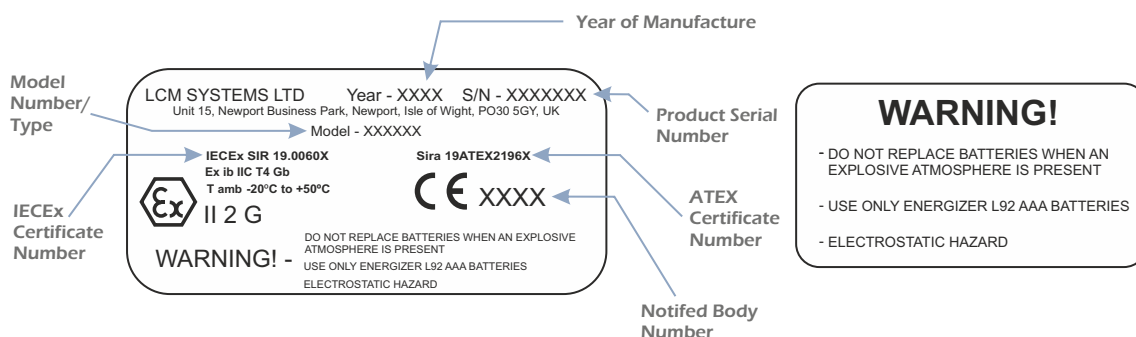 Year of Manufacture
Model
Number/
Type
LCM SYSTEMS LTD Year - XXXX S/N - XXXXXXX
Unit 15, Newport Business Park, Newport, Isle of Wight, PO30 5GY, UK
Model - XXXXXX
Product Serial
Number
IECEx SIR 19.0060X
Ex ib IIC T4 Gb
T amb -20ºC to +50ºC
Sira 19ATEX2196X
Ex II 2 G
CE XXXX
IECEx
Certificate
Number
ATEX
Certificate
Number
WARNING! -
DO NOT REPLACE BATTERIES WHEN AN EXPLOSIVE
ATMOSPHERE IS PRESENT
USE ONLY ENERGIZER L92 AAA BATTERIES
ELECTROSTATIC HAZARD
Notifed Body
Number
WARNING!
- DO NOT REPLACE BATTERIES WHEN AN
EXPLOSIVE ATMOSPHERE IS PRESENT
- USE ONLY ENERGIZER L92 AAA BATTERIES
- ELECTROSTATIC HAZARD